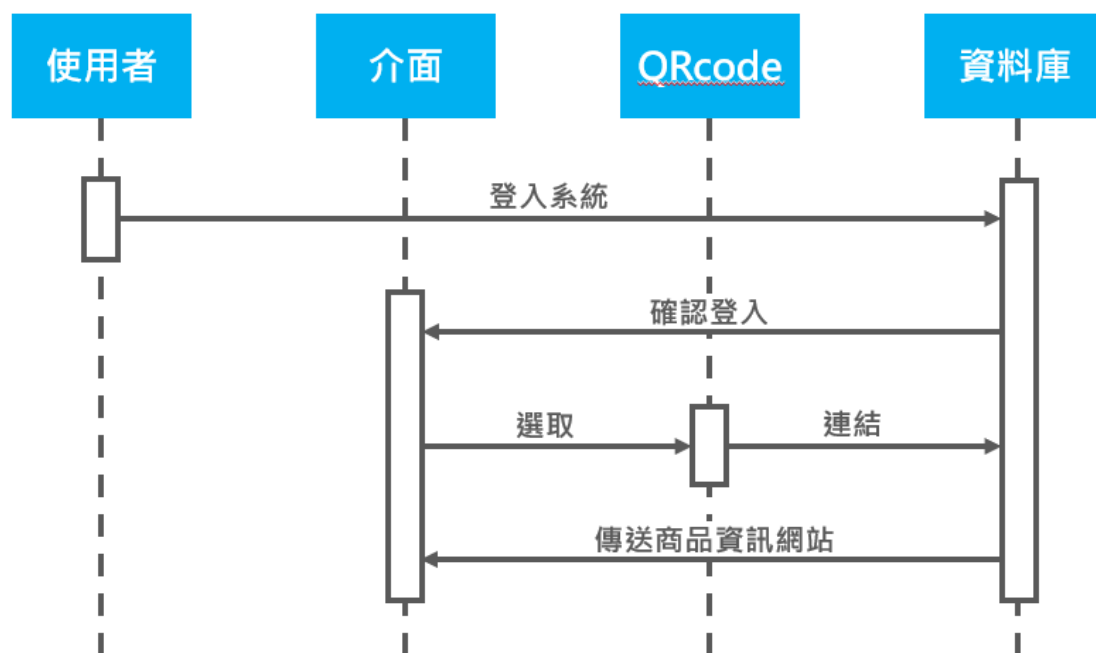 使用者
介面
QRcode
資料庫
登入系統
確認登入
選取
連結
傳送商品資訊網站